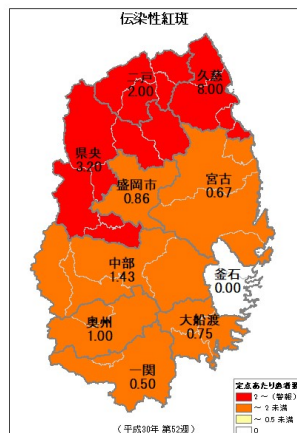 伝染性紅斑
二戸
2.00
久慈
8.00
県央
3.20
盛岡市
0.86
宮古
0.67
中部
1.43
釜石
0.00
奥州
1.00
大船渡
0.75
一関
0.50
(平成30年 第52週)
定点あたり患者数
2～ (警報)
～ 2 未満
～ 0.5 未満
0